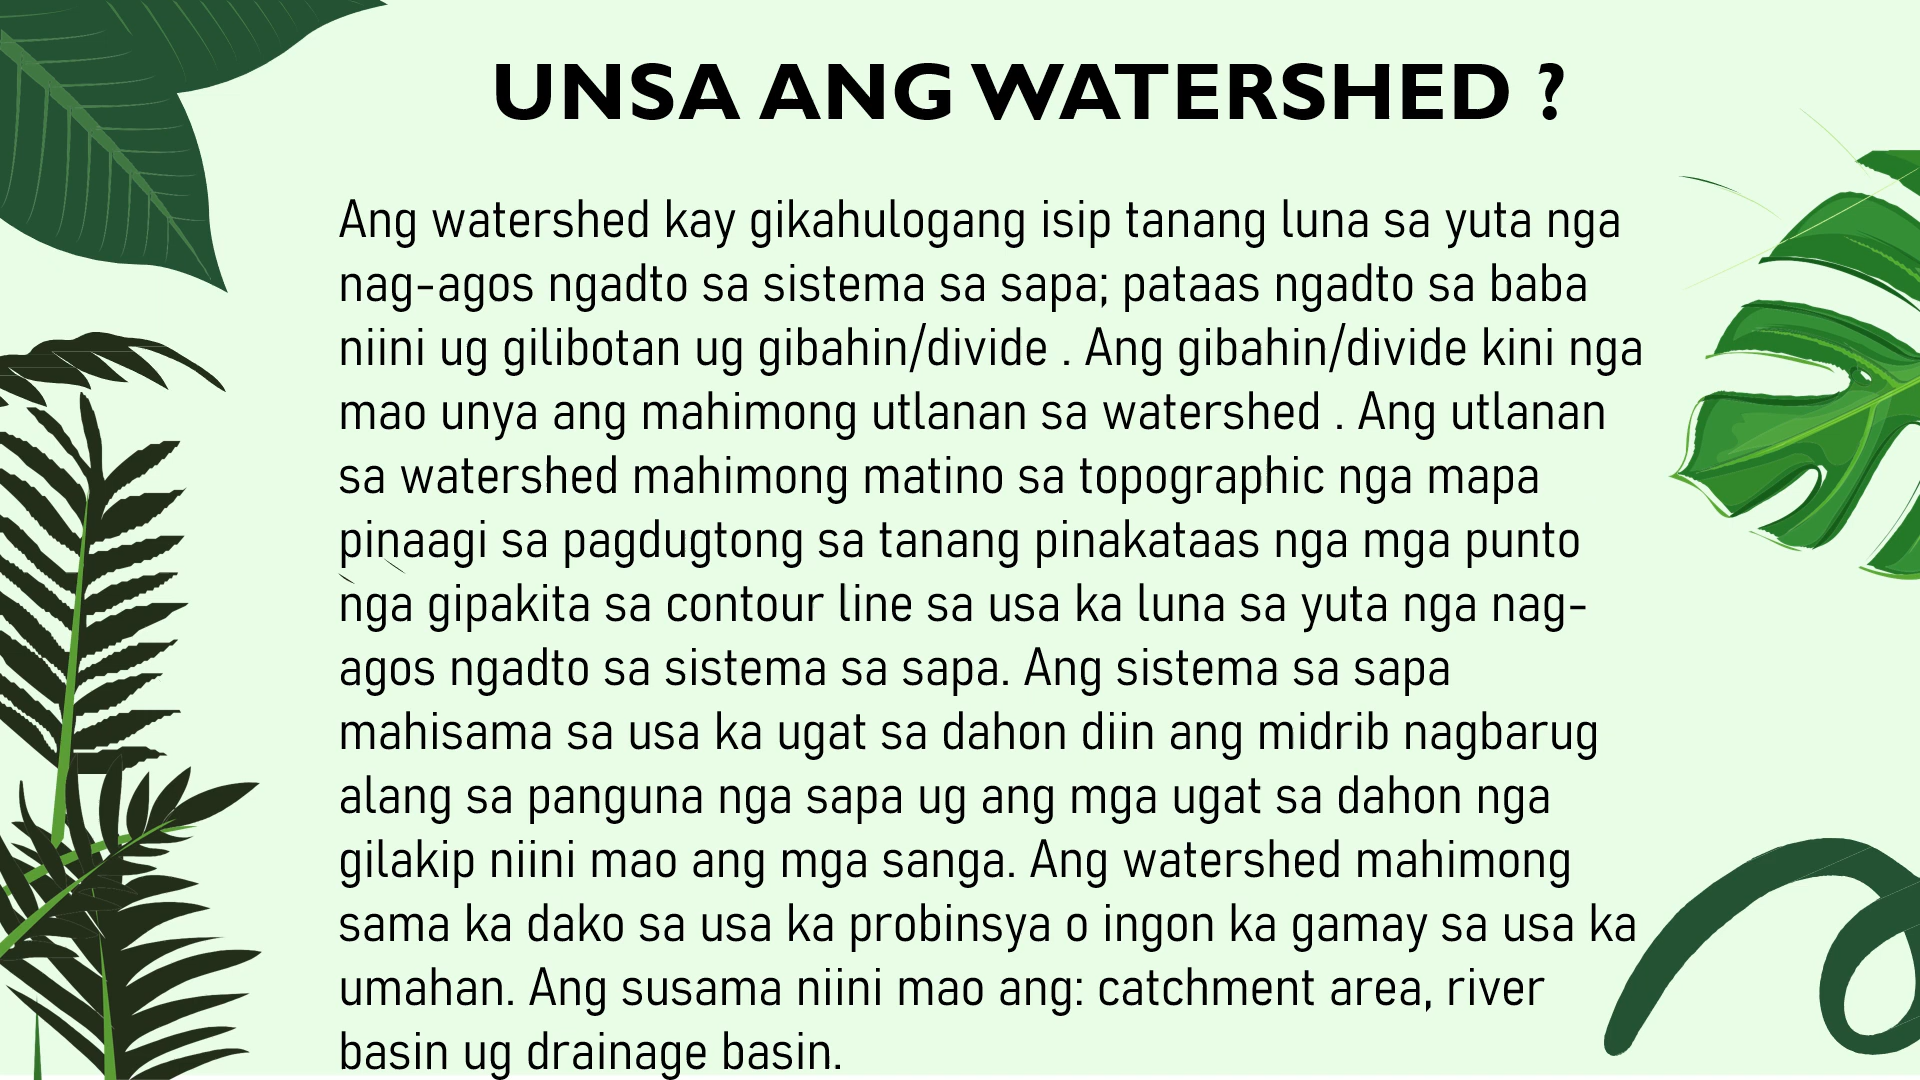 UNSA ANG WATERSHED ?
Ang watershed kay gikahulogang isip tanang luna sa yuta nga
nag-agos ngadto sa sistema sa sapa; pataas ngadto sa baba
niini ug gilibotan ug gibahin/divide . Ang gibahin/divide kini nga
mao unya ang mahimong utlanan sa watershed . Ang utlanan
sa watershed mahimong matino sa topographic nga mapa
pinaagi sa pagdugtong sa tanang pinakataas nga mga punto
nga gipakita sa contour line sa usa ka luna sa yuta nga nag-
agos ngadto sa sistema sa sapa. Ang sistema sa sapa
mahisama sa usa ka ugat sa dahon diin ang midrib nagbarug
alang sa panguna nga sapa ug ang mga ugat sa dahon nga
gilakip niini mao ang mga sanga. Ang watershed mahimong
sama ka dako sa usa ka probinsya o ingon ka gamay sa usa ka
umahan. Ang susama niini mao ang: catchment area, river
basin ug drainage basin.